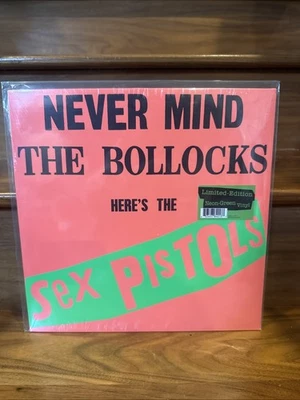 NEVER MIND
THE BOLLOCKS
HERE'S THE
Limited-Edition
Neon Green Vinyl
Sex PISTOLS